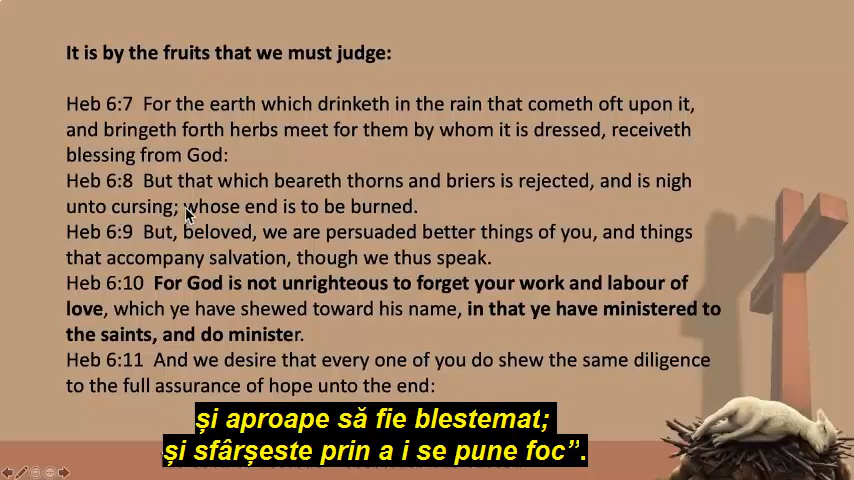 It is by the fruits that we must judge:
Heb 6:7 For the earth which drinketh in the rain that cometh oft upon it,
and bringeth forth herbs meet for them by whom it is dressed, receiveth
blessing from God:
Heb 6:8 But that which beareth thorns and briers is rejected, and is nigh
unto cursing; whose end is to be burned.
Heb 6:9 But, beloved, we are persuaded better things of you, and things
that accompany salvation, though we thus speak.
Heb 6:10 For God is not unrighteous to forget your work and labour of
love, which ye have shewed toward his name, in that ye have ministered to
the saints, and do minister.
Heb 6:11 And we desire that every one of you do shew the same diligence
to the full assurance of hope unto the end:
și aproape să fie blestemat;
și sfârșeste prin a i se pune foc”.